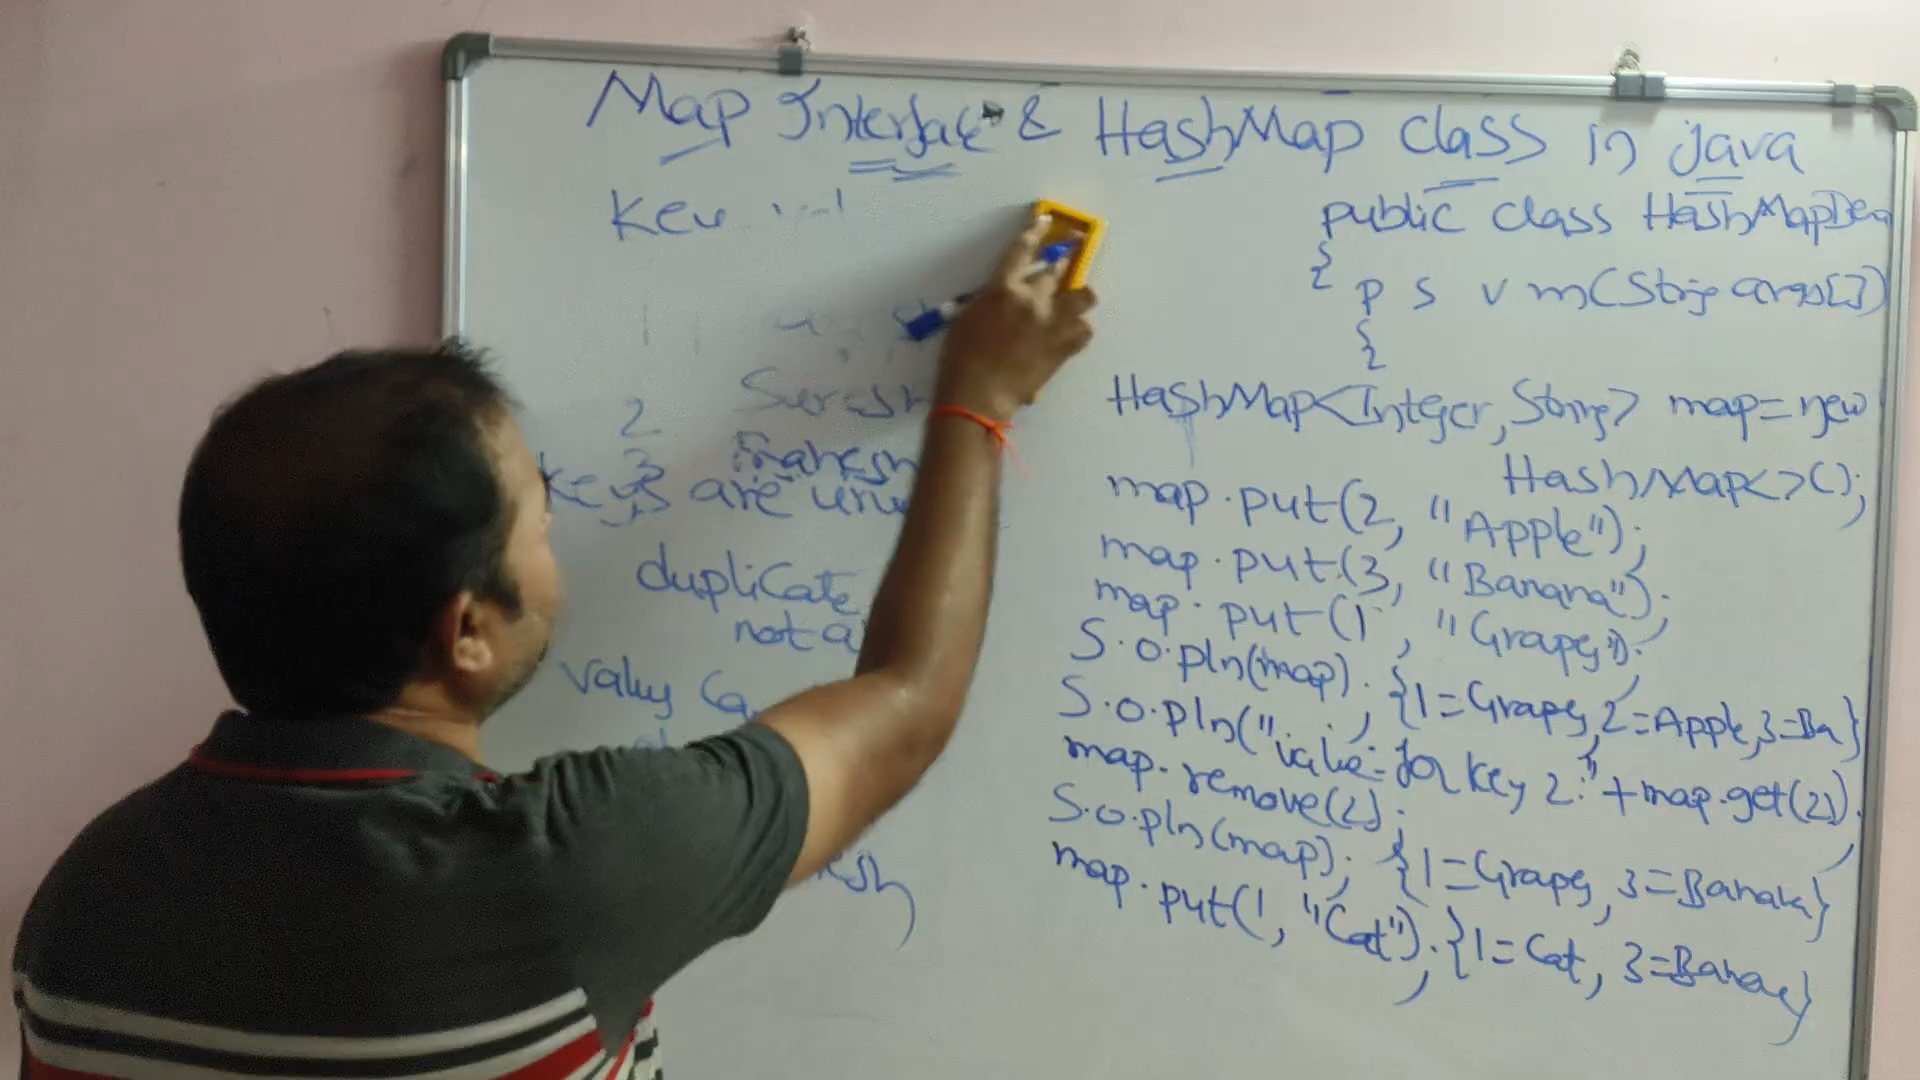 Map Interface & HashMap class in java
Key
2 Suresh
3 Mahesh
keys are
duplicate
not
values
public class HashMapDem
{
p s v m(String args[])
{
HashMap<Integer,String> map=new
HashMap<>();
map.put(2, "Apple");
map.put(3, "Banana");
map.put(1, "Grapes");
S.o.pln(map); {1=Grapes,2=Apple,3=Ba}
S.o.pln("value for key 2:"+map.get(2));
map.remove(2);
S.o.pln(map); {1=Grapes, 3=Banana}
map.put(1, "Cat"); {1=Cat, 3=Banana}